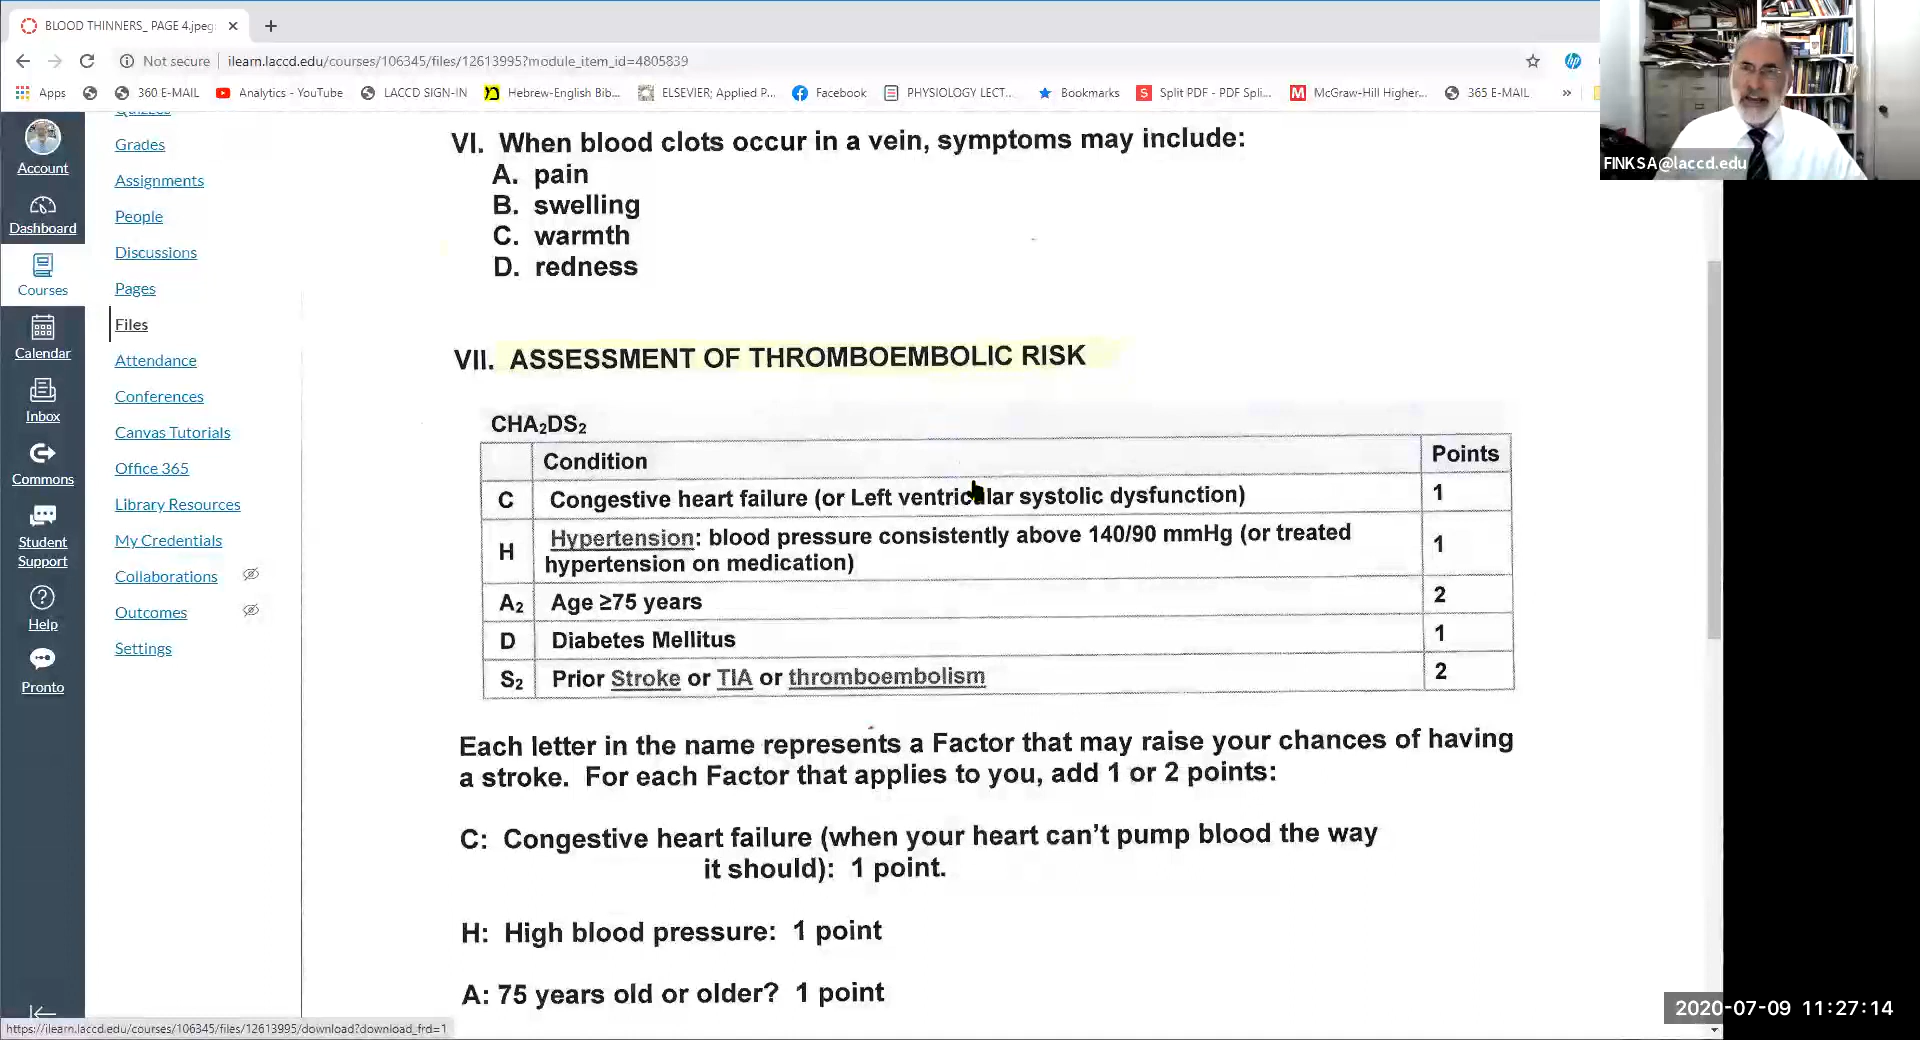 BLOOD THINNERS_ PAGE 4.jpeg:
Not secure ilearn.laccd.edu/courses/106345/files/12613995?module_item_id=4805839
Apps 360 E-MAIL Analytics - YouTube LACCD SIGN-IN Hebrew-English Bib... ELSEVIER; Applied P... Facebook PHYSIOLOGY LECT... Bookmarks Split PDF - PDF Spli... McGraw-Hill Higher... 365 E-MAIL »
FINKSA@laccd.edu
Account
Dashboard
Courses
Calendar
Inbox
Commons
Student
Support
Help
Pronto
Quizzes
Grades
Assignments
People
Discussions
Pages
Files
Attendance
Conferences
Canvas Tutorials
Office 365
Library Resources
My Credentials
Collaborations
Outcomes
Settings
VI. When blood clots occur in a vein, symptoms may include:
A. pain
B. swelling
C. warmth
D. redness
VII. ASSESSMENT OF THROMBOEMBOLIC RISK
CHA₂DS₂
Condition Points
C Congestive heart failure (or Left ventricular systolic dysfunction) 1
H Hypertension: blood pressure consistently above 140/90 mmHg (or treated
hypertension on medication) 1
A₂ Age ≥75 years 2
D Diabetes Mellitus 1
S₂ Prior Stroke or TIA or thromboembolism 2
Each letter in the name represents a Factor that may raise your chances of having
a stroke. For each Factor that applies to you, add 1 or 2 points:
C: Congestive heart failure (when your heart can't pump blood the way
it should): 1 point.
H: High blood pressure: 1 point
A: 75 years old or older? 1 point
https://ilearn.laccd.edu/courses/106345/files/12613995/download?download_frd=1
2020-07-09 11:27:14